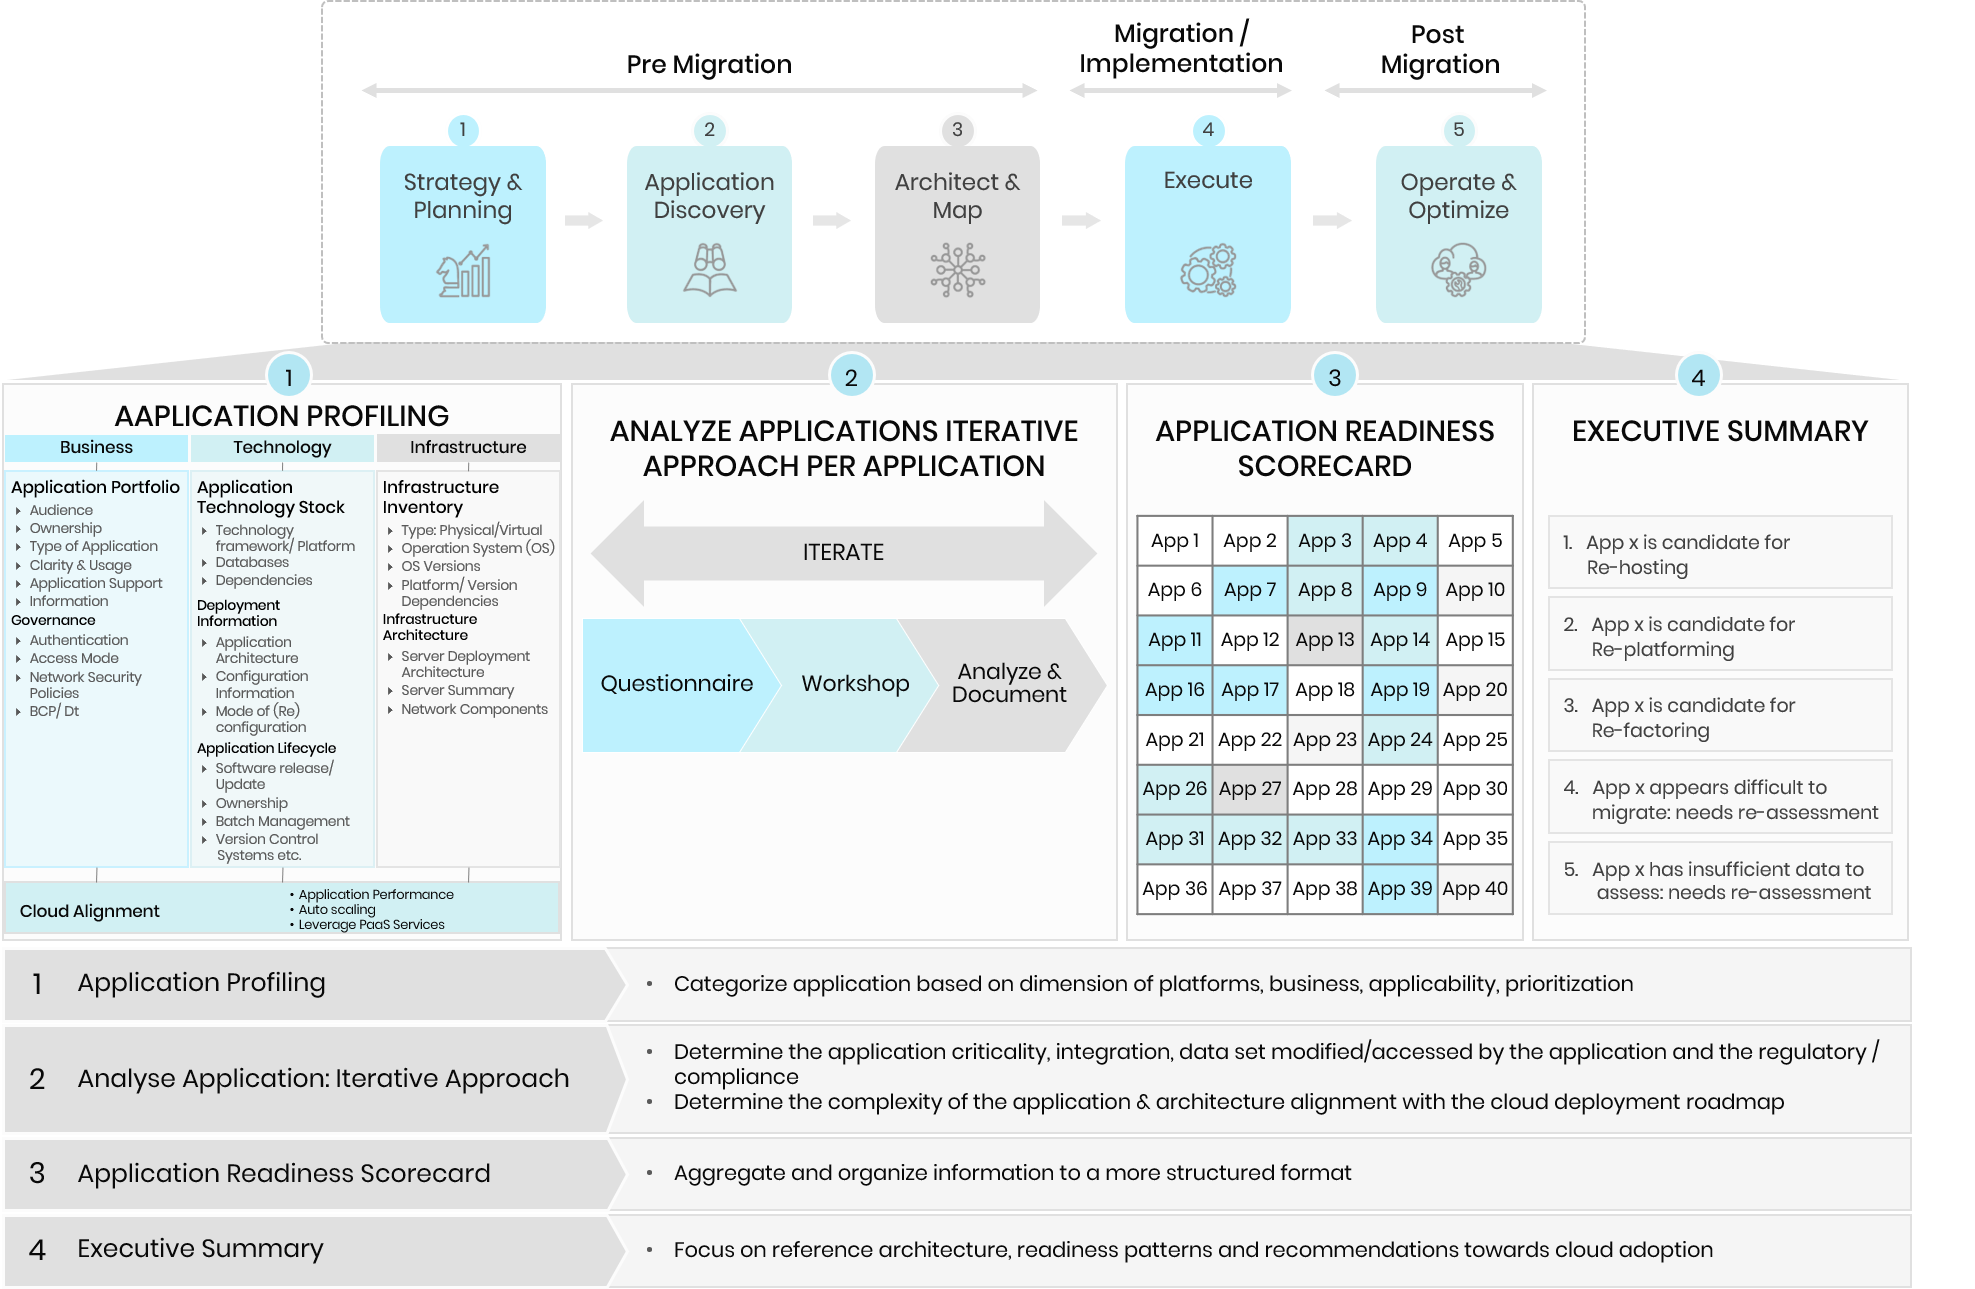 Pre Migration
Migration /
Implementation
Post
Migration
1
2
3
4
5
Strategy &
Planning
Application
Discovery
Architect &
Map
Execute
Operate &
Optimize
1
AAPLICATION PROFILING
Business
Technology
Infrastructure
Application Portfolio
Audience
Ownership
Type of Application
Clarity & Usage
Application Support
Information
Governance
Authentication
Access Mode
Network Security
Policies
BCP/ Dt
Application
Technology Stock
Technology
framework/ Platform
Databases
Dependencies
Deployment
Information
Application
Architecture
Configuration
Information
Mode of (Re)
configuration
Application Lifecycle
Software release/
Update
Ownership
Batch Management
Version Control
Systems etc.
Infrastructure
Inventory
Type: Physical/Virtual
Operation System (OS)
OS Versions
Platform/ Version
Dependencies
Infrastructure
Architecture
Server Deployment
Architecture
Server Summary
Network Components
Cloud Alignment
• Application Performance
• Auto scaling
• Leverage PaaS Services
2
ANALYZE APPLICATIONS ITERATIVE
APPROACH PER APPLICATION
ITERATE
Questionnaire
Workshop
Analyze &
Document
3
APPLICATION READINESS
SCORECARD
App 1 App 2 App 3 App 4 App 5
App 6 App 7 App 8 App 9 App 10
App 11 App 12 App 13 App 14 App 15
App 16 App 17 App 18 App 19 App 20
App 21 App 22 App 23 App 24 App 25
App 26 App 27 App 28 App 29 App 30
App 31 App 32 App 33 App 34 App 35
App 36 App 37 App 38 App 39 App 40
4
EXECUTIVE SUMMARY
1. App x is candidate for
Re-hosting
2. App x is candidate for
Re-platforming
3. App x is candidate for
Re-factoring
4. App x appears difficult to
migrate: needs re-assessment
5. App x has insufficient data to
assess: needs re-assessment
1 Application Profiling
• Categorize application based on dimension of platforms, business, applicability, prioritization
2 Analyse Application: Iterative Approach
• Determine the application criticality, integration, data set modified/accessed by the application and the regulatory /
compliance
• Determine the complexity of the application & architecture alignment with the cloud deployment roadmap
3 Application Readiness Scorecard
• Aggregate and organize information to a more structured format
4 Executive Summary
• Focus on reference architecture, readiness patterns and recommendations towards cloud adoption